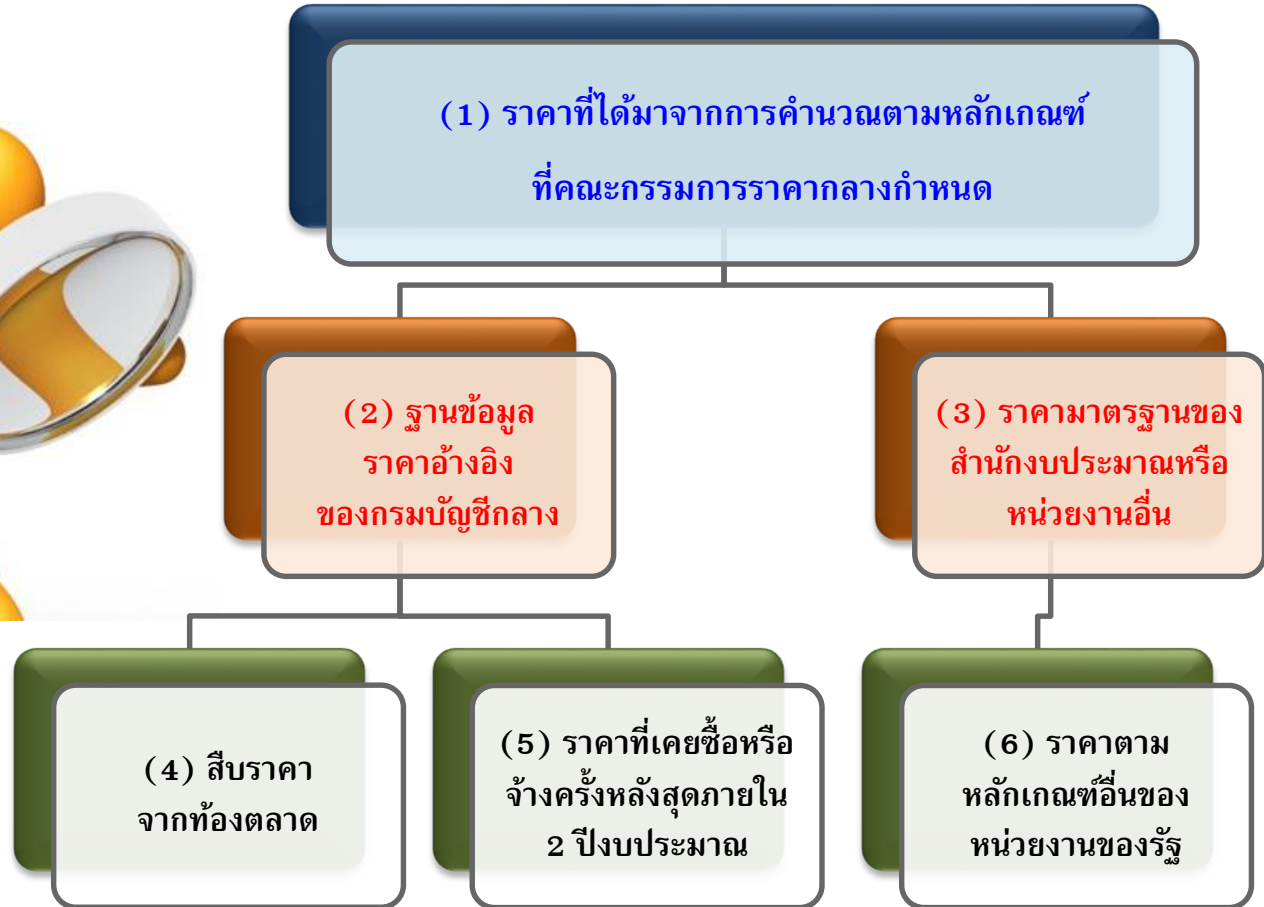 (1) ราคาที่ได้มาจากการคำนวณตามหลักเกณฑ์
ที่คณะกรรมการราคากลางกำหนด
(2) ฐานข้อมูล
ราคาอ้างอิง
ของกรมบัญชีกลาง
(3) ราคามาตรฐานของ
สำนักงบประมาณหรือ
หน่วยงานอื่น
(4) สืบราคา
จากท้องตลาด
(5) ราคาที่เคยซื้อหรือ
จ้างครั้งหลังสุดภายใน
2 ปีงบประมาณ
(6) ราคาตาม
หลักเกณฑ์อื่นของ
หน่วยงานของรัฐ